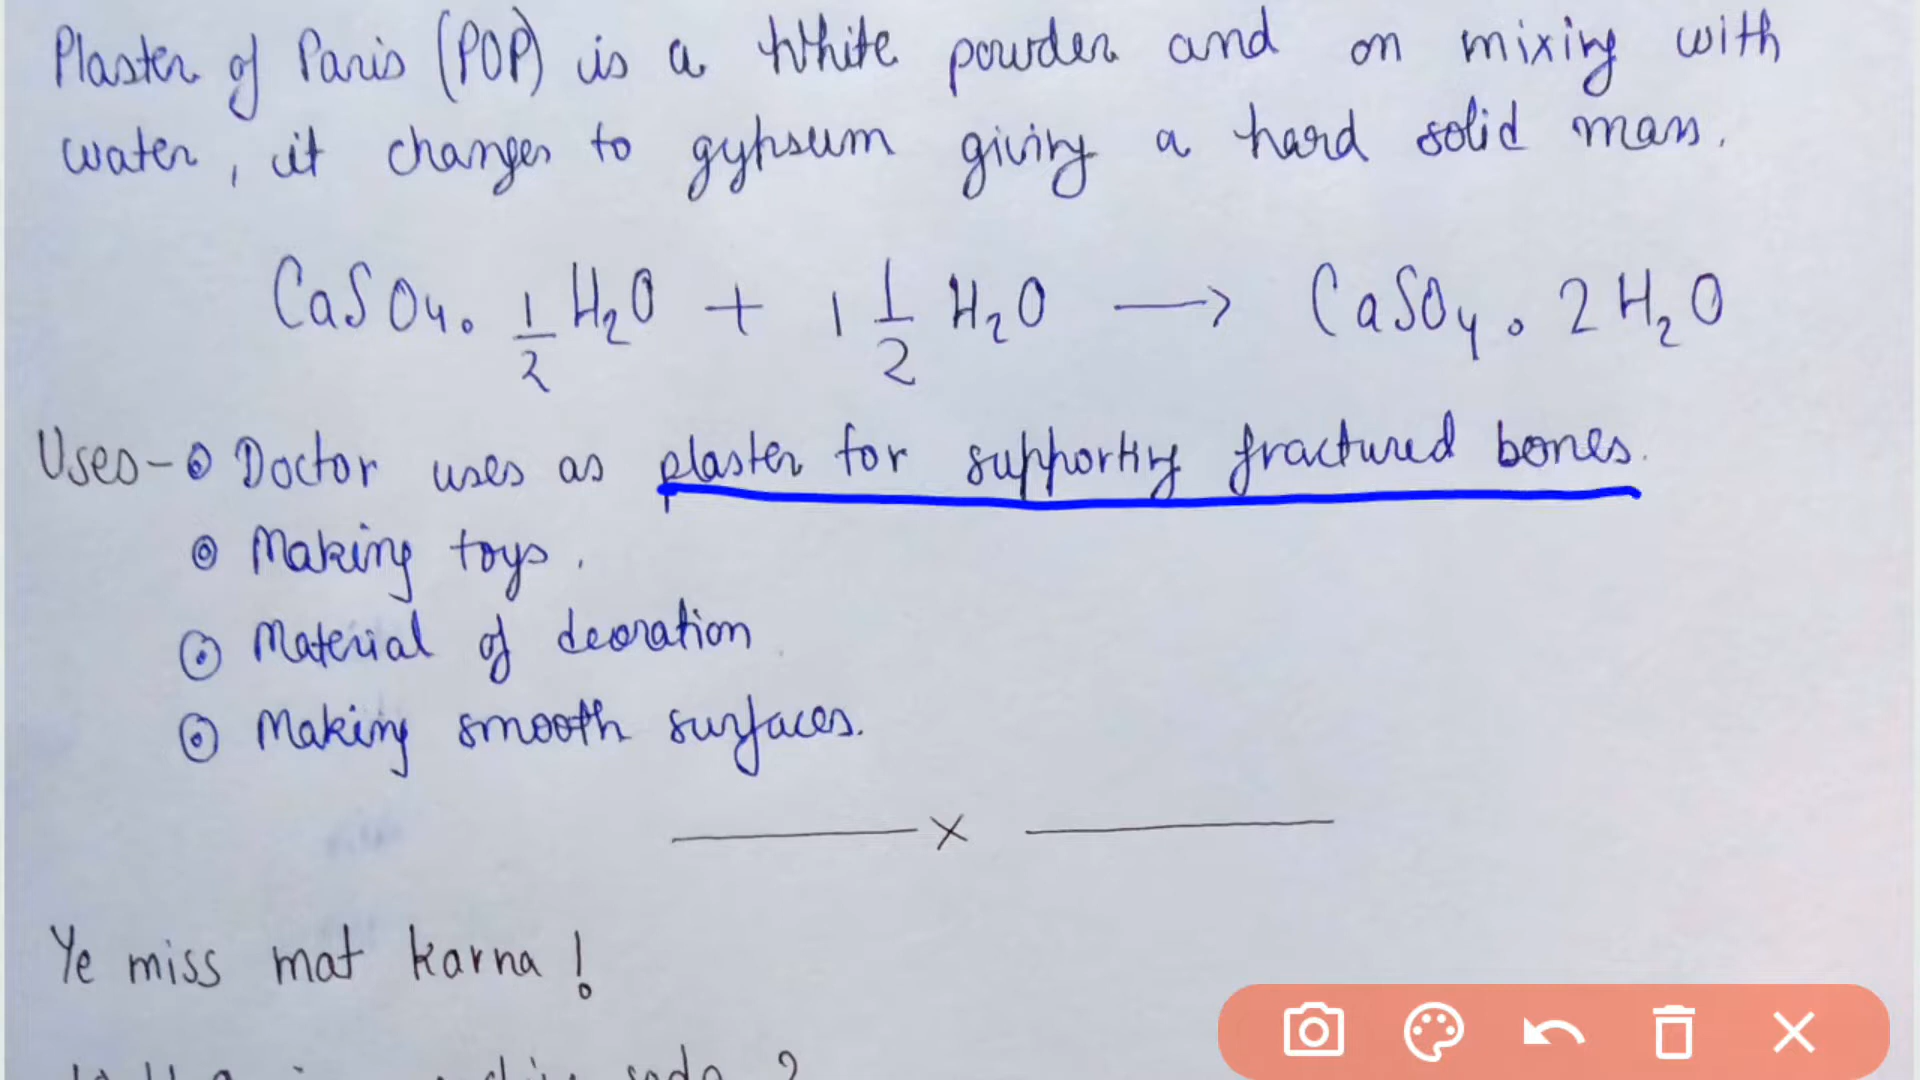 Plaster of Paris (POP) is a White powder and on mixing with
water, it changes to gypsum giving a hard solid mass.
CaSO₄. 1/2 H₂O + 1 1/2 H₂O → CaSO₄. 2H₂O
Uses- Doctor uses as plaster for supporting fractured bones.
Making toys.
Material of decoration
Making smooth surfaces.
x
Ye miss mat karna!
soda?